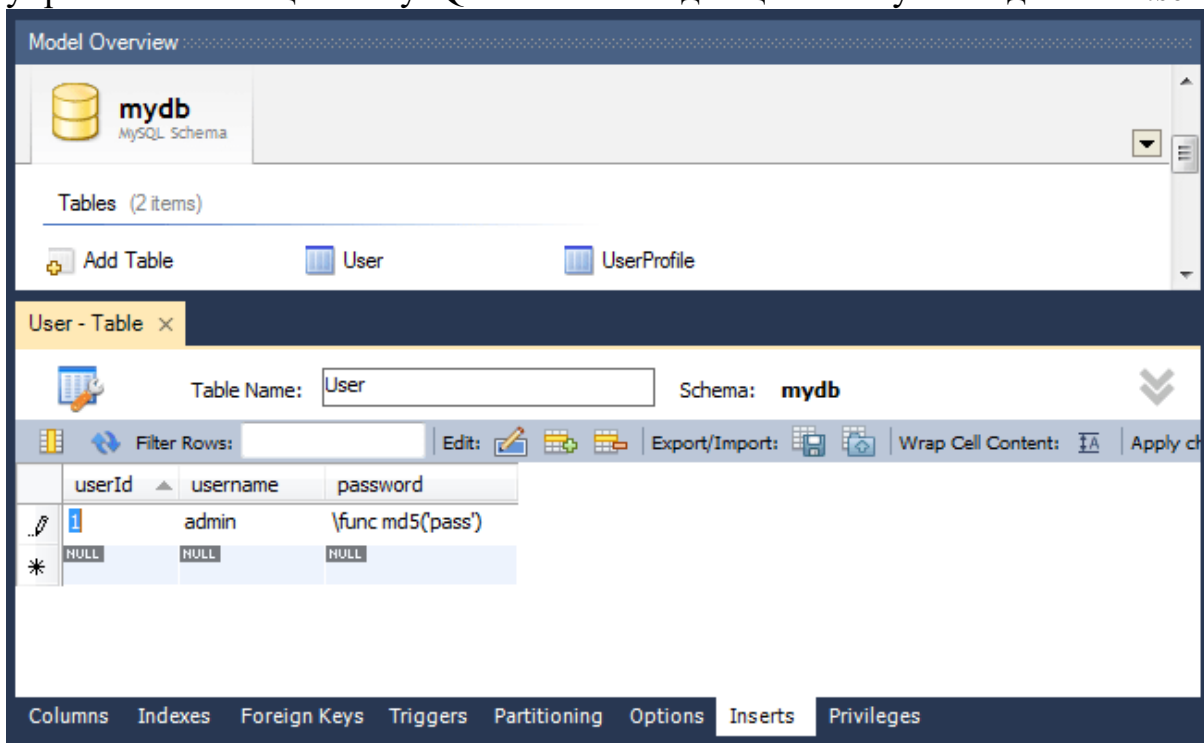 Model Overview
mydb
MySQL Schema
Tables (2 items)
Add Table User UserProfile
User - Table ×
Table Name: User Schema: mydb
Filter Rows: Edit: Export/Import: Wrap Cell Content: Apply ch
userId username password
1 admin \func md5('pass')
NULL NULL NULL
Columns Indexes Foreign Keys Triggers Partitioning Options Inserts Privileges